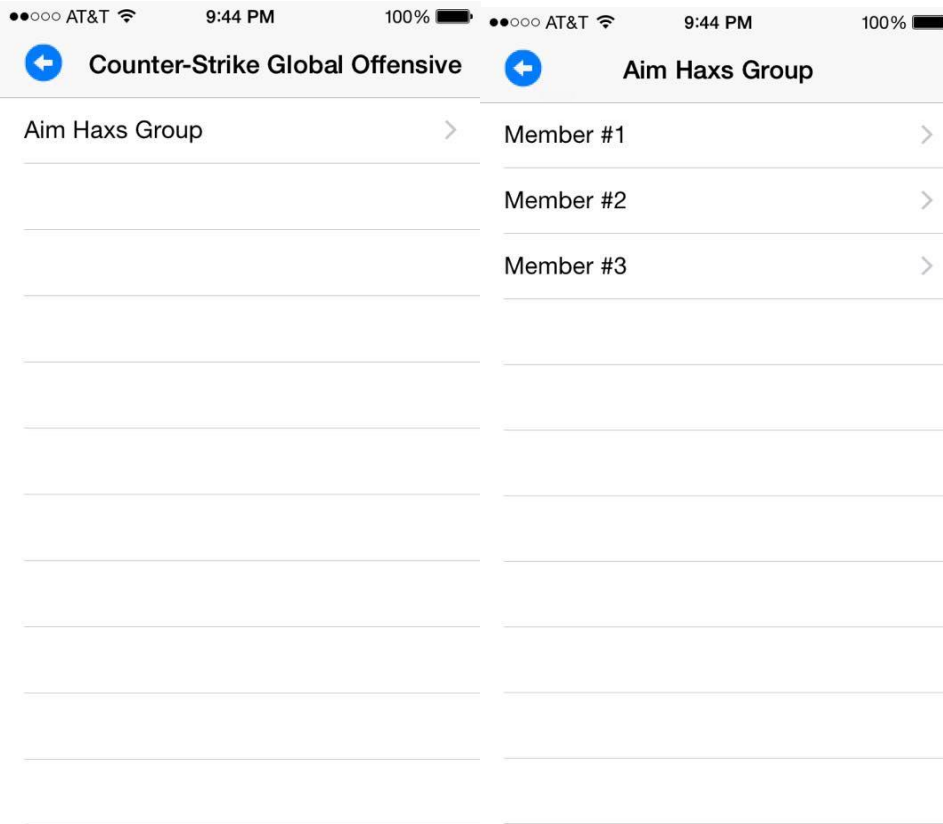 AT&T 9:44 PM 100%
Counter-Strike Global Offensive
Aim Haxs Group
AT&T 9:44 PM 100%
Aim Haxs Group
Member #1
Member #2
Member #3